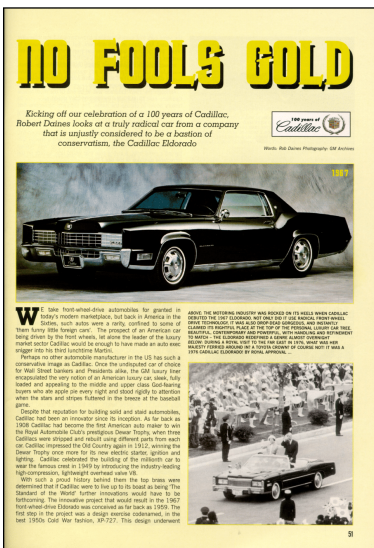 NO FOOLS GOLD
Kicking off our celebration of a 100 years of Cadillac,
Robert Daines looks at a truly radical car from a company
that is unjustly considered to be a bastion of
conservatism, the Cadillac Eldorado
100 years of
Cadillac
Words. Rob Daines Photography: GM Archives
1967
WE take front-wheel-drive automobiles for granted in
today's modern marketplace, but back in America in the
Sixties, such autos were a rarity, confined to some of
'them funny little foreign cars'. The prospect of an American car
being driven by the front wheels, let alone the leader of the luxury
market sector Cadillac would be enough to have made an auto exec
snigger into his third lunchtime Martini.
Perhaps no other automobile manufacturer in the US has such a
conservative image as Cadillac. Once the undisputed car of choice
for Wall Street bankers and Presidents alike, the GM luxury liner
encapsulated the very notion of an American luxury car, sleek, fully
loaded and appealing to the middle and upper class God-fearing
buyers who ate apple pie every night and stood rigidly to attention
when the stars and stripes fluttered in the breeze at the baseball
game.
Despite that reputation for building solid and staid automobiles,
Cadillac had been an innovator since its inception. As far back as
1908 Cadillac had become the first American auto maker to win
the Royal Automobile Club's prestigious Dewar Trophy, when three
Cadillacs were stripped and rebuilt using different parts from each
car. Cadillac impressed the Old Country again in 1912, winning the
Dewar Trophy once more for its new electric starter, ignition and
lighting. Cadillac celebrated the building of the millionth car to
wear the famous crest in 1949 by introducing the industry-leading
high-compression, lightweight overhead valve V8.
With such a proud history behind them the top brass were
determined that if Cadillac were to live up to its boast as being 'The
Standard of the World' further innovations would have to be
forthcoming. The innovative project that would result in the 1967
front-wheel-drive Eldorado was conceived as far back as 1959. The
first step in the project was a design exercise codenamed, in the
best 1950s Cold War fashion, XP-727. This design underwent
ABOVE. THE MOTORING INDUSTRY WAS ROCKED ON ITS HEELS WHEN CADILLAC
DEBUTED THE 1967 ELDORADO. NOT ONLY DID IT USE RADICAL FRONT WHEEL
DRIVE TECHNOLOGY, IT WAS ALSO DROP-DEAD GORGEOUS, AND INSTANTLY
CLAIMED IT'S RIGHTFUL PLACE AT THE TOP OF THE PERSONAL LUXURY CAR TREE.
BEAUTIFUL, CONTEMPORARY AND POWERFUL, WITH HANDLING AND REFINEMENT
TO MATCH – THE ELDORADO REDEFINED A GENRE ALMOST OVERNIGHT
BELOW: DURING A ROYAL VISIT TO THE FAR EAST IN 1975, WHAT WAS HER
MAJESTY FERRIED AROUND IN? A TOYOTA CROWN? OF COURSE NOT! IT WAS A
1976 CADILLAC ELDORADO! BY ROYAL APPROVAL ...
51